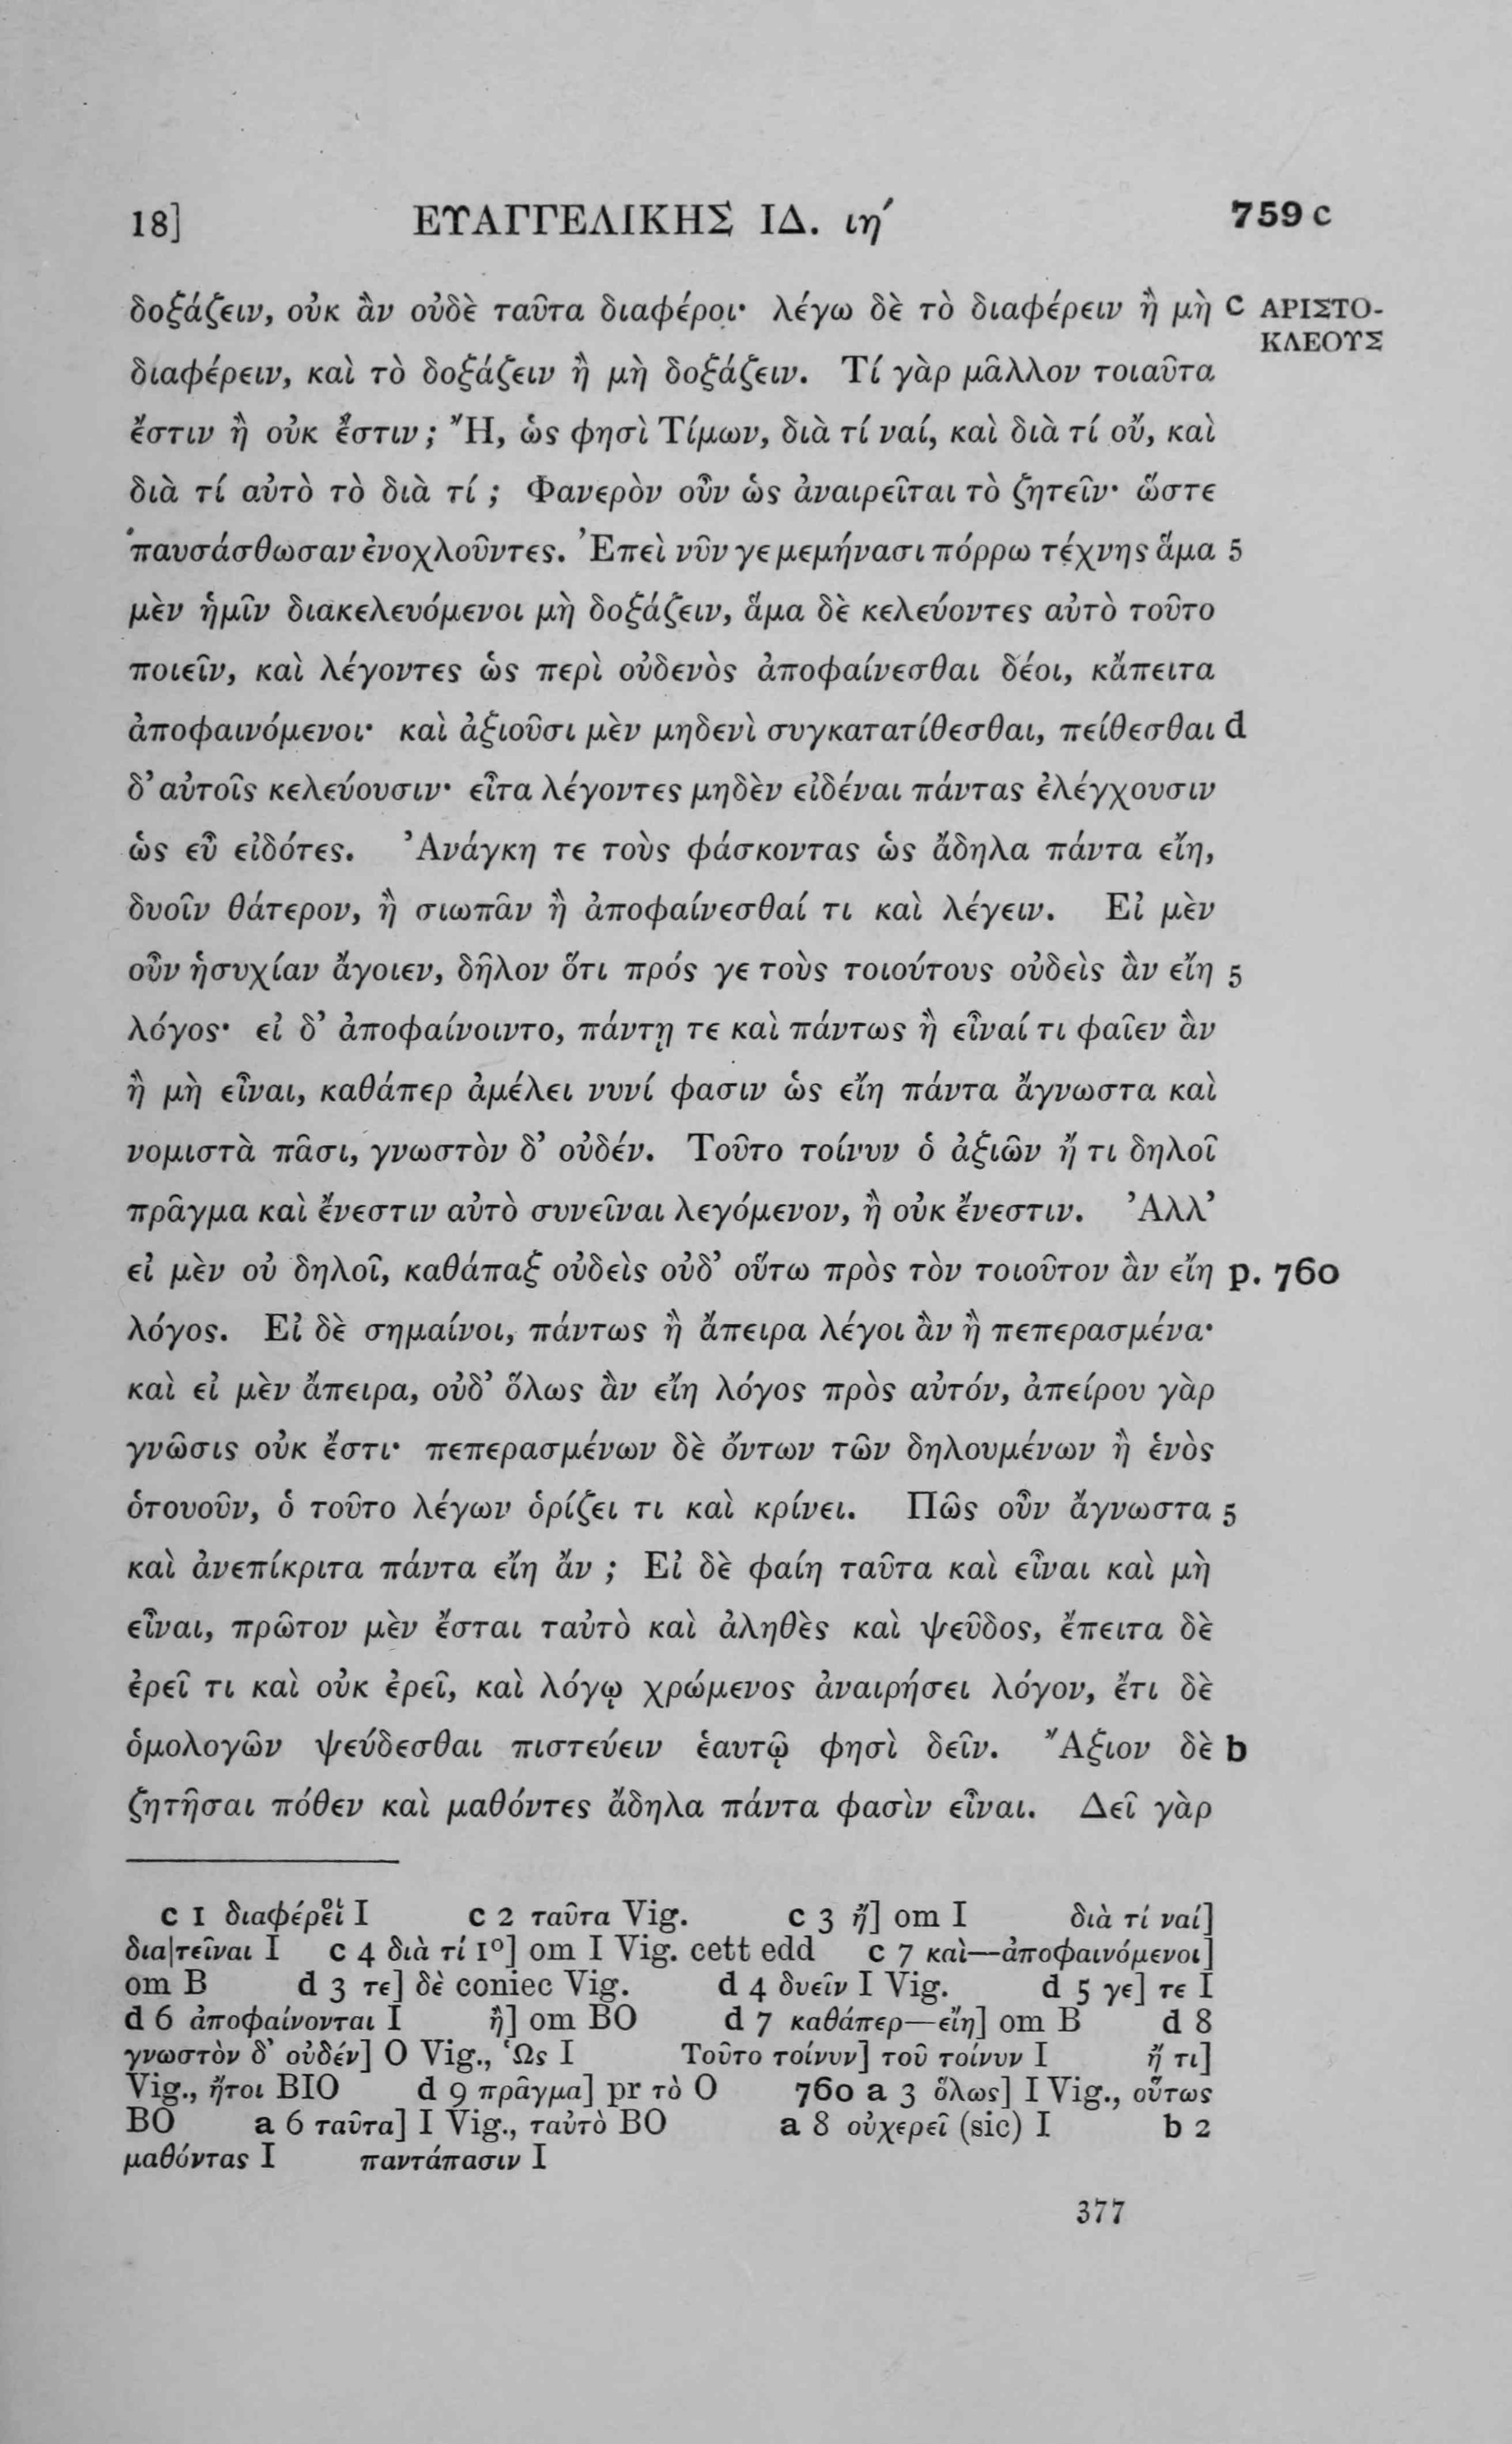 18] ΕΥΑΓΓΕΛΙΚΗΣ ΙΔ. ιη′ 759 c
δοξάζειν, οὐκ ἂν οὐδὲ ταῦτα διαφέροι· λέγω δὲ τὸ διαφέρειν ἢ μὴ c ΑΡΙΣΤΟ-
ΚΛΕΟΥΣ
διαφέρειν, καὶ τὸ δοξάζειν ἢ μὴ δοξάζειν. Τί γὰρ μᾶλλον τοιαῦτα
ἔστιν ἢ οὐκ ἔστιν; Ἤ, ὥς φησὶ Τίμων, διὰ τί ναί, καὶ διὰ τί οὔ, καὶ
διὰ τί αὐτὸ τὸ διὰ τί; Φανερὸν οὖν ὡς ἀναιρεῖται τὸ ζητεῖν· ὥστε
παυσάσθωσαν ἐνοχλοῦντες. Ἐπεὶ νῦν γε μεμήνασι πόρρω τέχνης ἅμα 5
μὲν ἡμῖν διακελευόμενοι μὴ δοξάζειν, ἅμα δὲ κελεύοντες αὐτὸ τοῦτο
ποιεῖν, καὶ λέγοντες ὡς περὶ οὐδενὸς ἀποφαίνεσθαι δέοι, κἄπειτα
ἀποφαινόμενοι· καὶ ἀξιοῦσι μὲν μηδενὶ συγκατατίθεσθαι, πείθεσθαι d
δ’ αὐτοῖς κελεύουσιν· εἶτα λέγοντες μηδὲν εἰδέναι πάντας ἐλέγχουσιν
ὡς εὖ εἰδότες. Ἀνάγκη τε τοὺς φάσκοντας ὡς ἄδηλα πάντα εἴη,
δυοῖν θάτερον, ἢ σιωπᾶν ἢ ἀποφαίνεσθαί τι καὶ λέγειν. Εἰ μὲν
οὖν ἡσυχίαν ἄγοιεν, δῆλον ὅτι πρός γε τοὺς τοιούτους οὐδεὶς ἂν εἴη 5
λόγος· εἰ δ’ ἀποφαίνοιντο, πάντῃ τε καὶ πάντως ἢ εἶναί τι φαῖεν ἂν
ἢ μὴ εἶναι, καθάπερ ἀμέλει νυνί φασιν ὡς εἴη πάντα ἄγνωστα καὶ
νομιστὰ πᾶσι, γνωστὸν δ’ οὐδέν. Τοῦτο τοίνυν ὁ ἀξιῶν ἤ τι δηλοῖ
πρᾶγμα καὶ ἔνεστιν αὐτὸ συνεῖναι λεγόμενον, ἢ οὐκ ἔνεστιν. Ἀλλ’
εἰ μὲν οὐ δηλοῖ, καθάπαξ οὐδεὶς οὐδ’ οὕτω πρὸς τὸν τοιοῦτον ἂν εἴη p. 760
λόγος. Εἰ δὲ σημαίνοι, πάντως ἢ ἄπειρα λέγοι ἂν ἢ πεπερασμένα·
καὶ εἰ μὲν ἄπειρα, οὐδ’ ὅλως ἂν εἴη λόγος πρὸς αὐτόν, ἀπείρου γὰρ
γνῶσις οὐκ ἔστι· πεπερασμένων δὲ ὄντων τῶν δηλουμένων ἢ ἑνὸς
ὁτουοῦν, ὁ τοῦτο λέγων ὁρίζει τι καὶ κρίνει. Πῶς οὖν ἄγνωστα 5
καὶ ἀνεπίκριτα πάντα εἴη ἄν; Εἰ δὲ φαίη ταῦτα καὶ εἶναι καὶ μὴ
εἶναι, πρῶτον μὲν ἔσται ταὐτὸ καὶ ἀληθὲς καὶ ψεῦδος, ἔπειτα δὲ
ἐρεῖ τι καὶ οὐκ ἐρεῖ, καὶ λόγῳ χρώμενος ἀναιρήσει λόγον, ἔτι δὲ
ὁμολογῶν ψεύδεσθαι πιστεύειν ἑαυτῷ φησὶ δεῖν. Ἄξιον δὲ b
ζητῆσαι πόθεν καὶ μαθόντες ἄδηλα πάντα φασὶν εἶναι. Δεῖ γὰρ
c 1 διαφέρεῖ I c 2 ταῦτα Vig. c 3 ἤ] om I διὰ τί ναί]
δια|τεῖναι I c 4 διὰ τί 1º] om I Vig. cett edd c 7 καὶ—ἀποφαινόμενοι]
om B d 3 τε] δὲ coniec Vig. d 4 δυεῖν I Vig. d 5 γε] τε I
d 6 ἀποφαίνονται I ἢ] om BO d 7 καθάπερ—εἴη] om B d 8
γνωστὸν δ’ οὐδέν] O Vig., Ὡς I Τοῦτο τοίνυν] τοῦ τοίνυν I ἤ τι]
Vig., ἤτοι BIO d 9 πρᾶγμα] pr τὸ O 760 a 3 ὅλως] I Vig., οὕτως
BO a 6 ταῦτα] I Vig., ταὐτὸ BO a 8 οὐχερεῖ (sic) I b 2
μαθόντας I παντάπασιν I
377